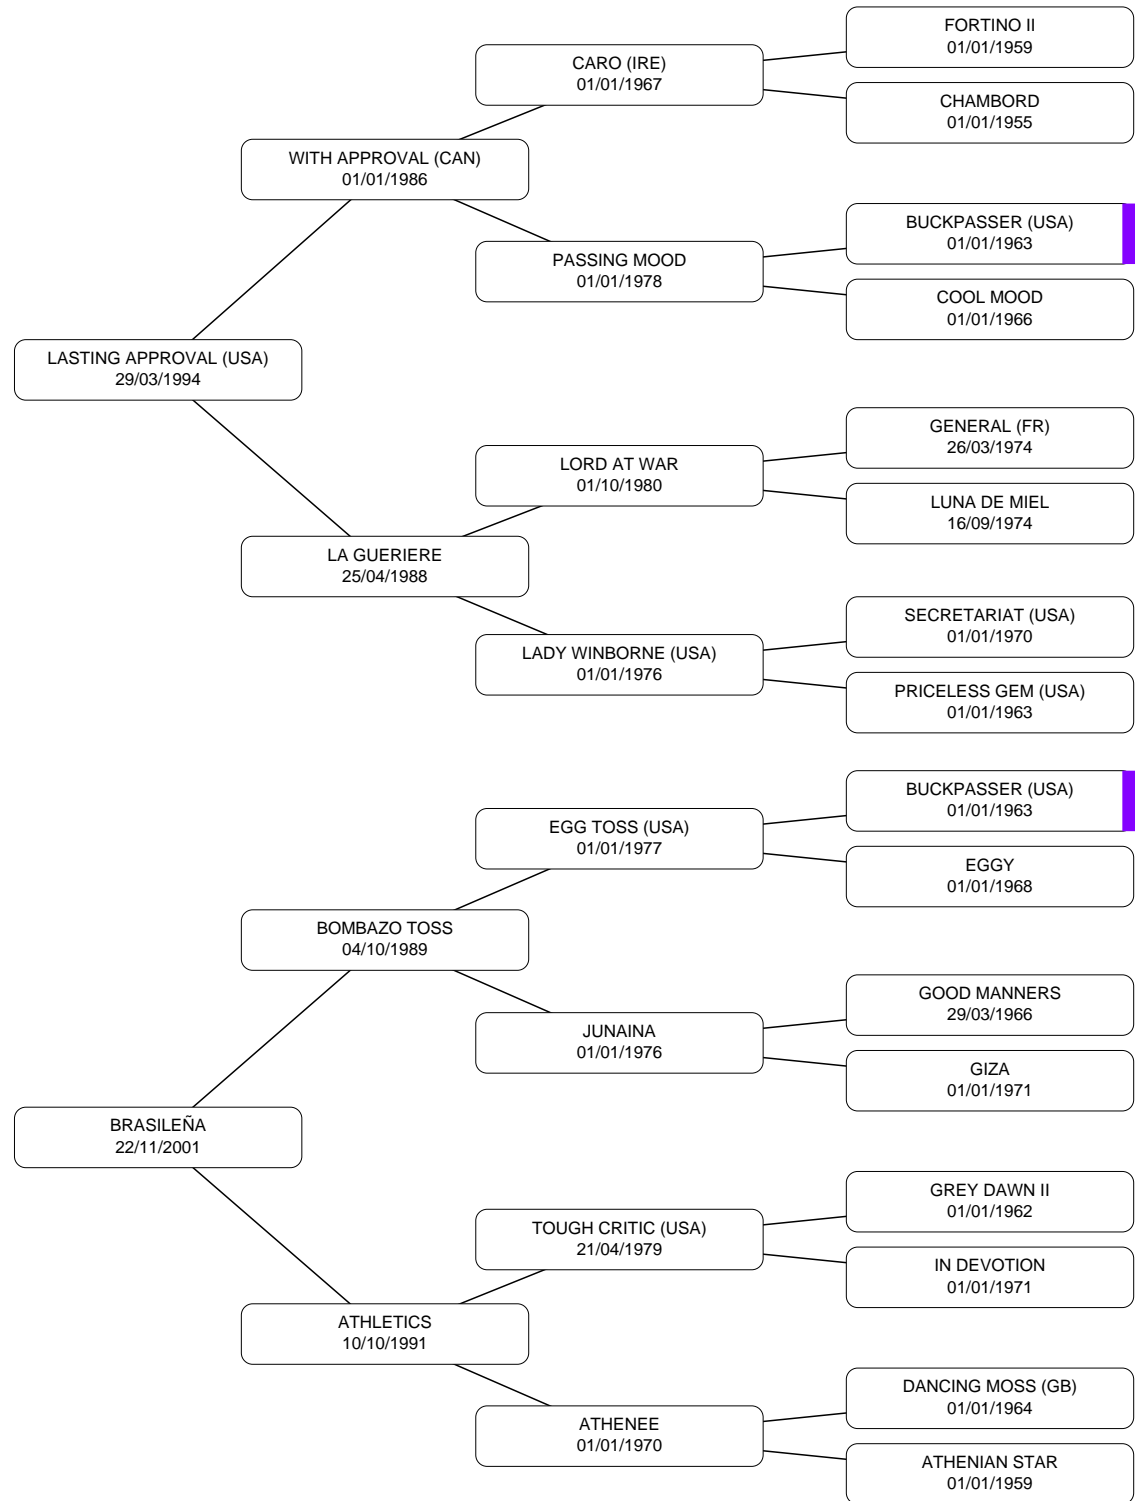 FORTINO II
01/01/1959
CARO (IRE)
01/01/1967
CHAMBORD
01/01/1955
WITH APPROVAL (CAN)
01/01/1986
BUCKPASSER (USA)
01/01/1963
PASSING MOOD
01/01/1978
COOL MOOD
01/01/1966
LASTING APPROVAL (USA)
29/03/1994
GENERAL (FR)
26/03/1974
LORD AT WAR
01/10/1980
LUNA DE MIEL
16/09/1974
LA GUERIERE
25/04/1988
SECRETARIAT (USA)
01/01/1970
LADY WINBORNE (USA)
01/01/1976
PRICELESS GEM (USA)
01/01/1963
BUCKPASSER (USA)
01/01/1963
EGG TOSS (USA)
01/01/1977
EGGY
01/01/1968
BOMBAZO TOSS
04/10/1989
GOOD MANNERS
29/03/1966
JUNAINA
01/01/1976
GIZA
01/01/1971
BRASILEÑA
22/11/2001
GREY DAWN II
01/01/1962
TOUGH CRITIC (USA)
21/04/1979
IN DEVOTION
01/01/1971
ATHLETICS
10/10/1991
DANCING MOSS (GB)
01/01/1964
ATHENEE
01/01/1970
ATHENIAN STAR
01/01/1959